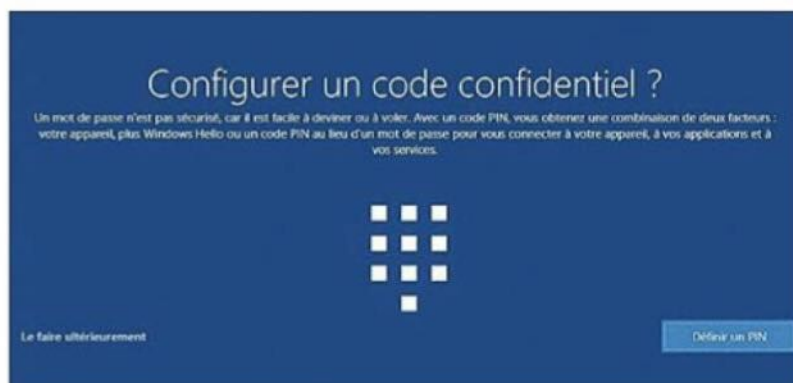 Configurer un code confidentiel ?
Un mot de passe n'est pas sécurisé, car il est facile à deviner ou à voler. Avec un code PIN, vous obtenez une combinaison de deux facteurs :
votre appareil, plus Windows Hello ou un code PIN au lieu d'un mot de passe pour vous connecter à votre appareil, à vos applications et à
vos services.
Le faire ultérieurement
Définir un PIN